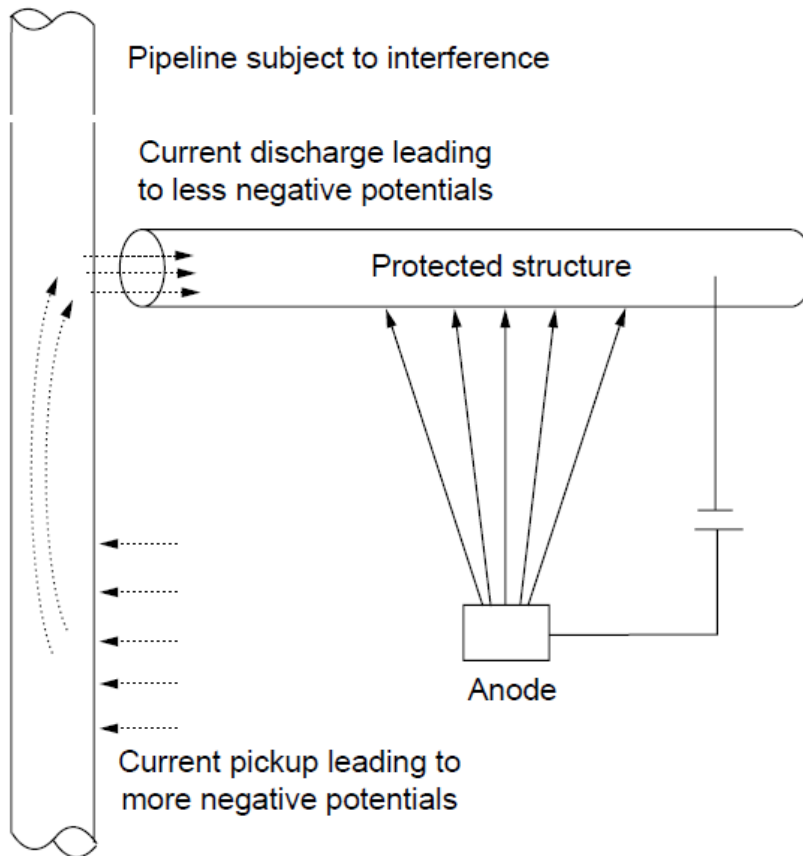 Pipeline subject to interference
Current discharge leading
to less negative potentials
Protected structure
Anode
Current pickup leading to
more negative potentials